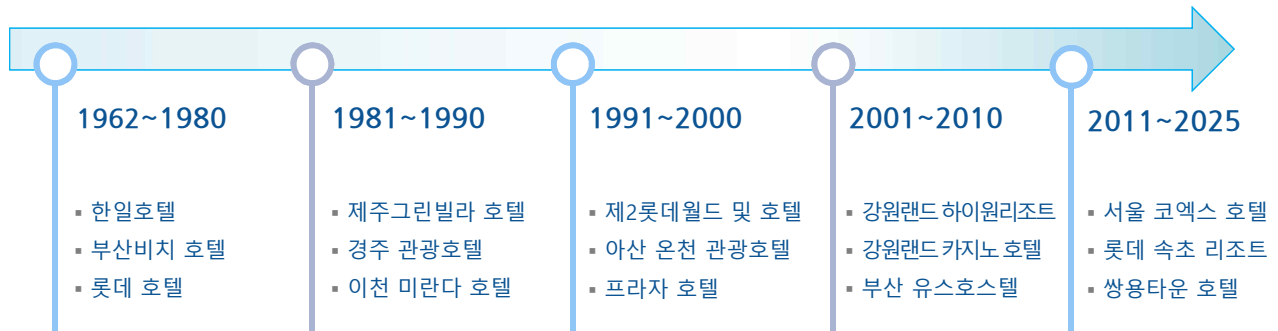 1962~1980
▪ 한일호텔
▪ 부산비치 호텔
▪ 롯데 호텔
1981~1990
▪ 제주그린빌라 호텔
▪ 경주 관광호텔
▪ 이천 미란다 호텔
1991~2000
▪ 제2롯데월드 및 호텔
▪ 아산 온천 관광호텔
▪ 프라자 호텔
2001~2010
▪ 강원랜드 하이원리조트
▪ 강원랜드 카지노 호텔
▪ 부산 유스호스텔
2011~2025
▪ 서울 코엑스 호텔
▪ 롯데 속초 리조트
▪ 쌍용타운 호텔